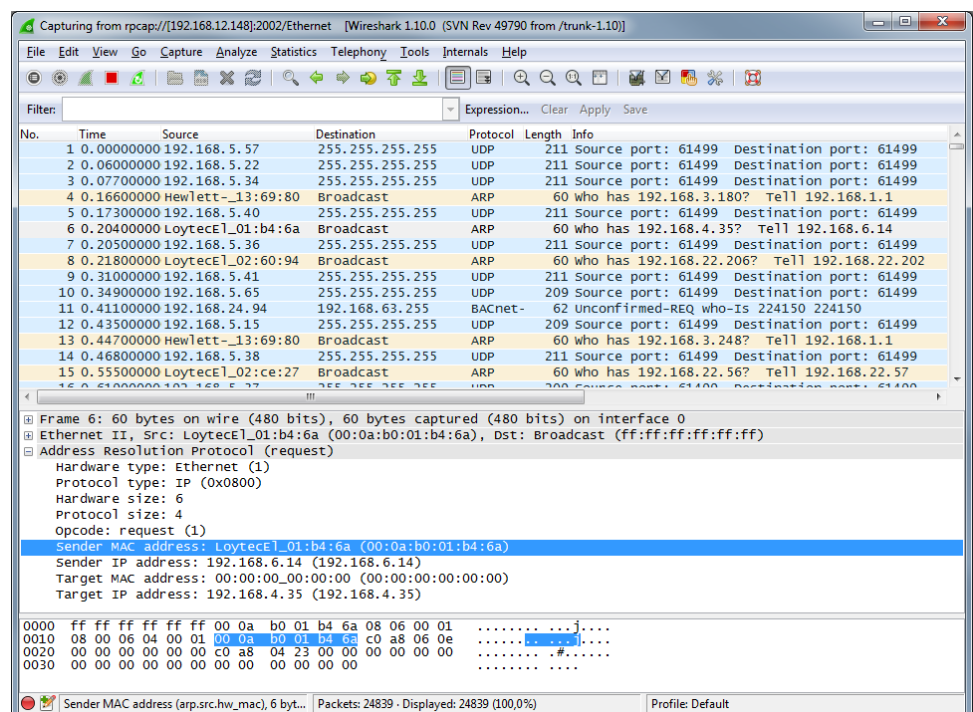 Capturing from rpcap://[192.168.12.148]:2002/Ethernet [Wireshark 1.10.0 (SVN Rev 49790 from /trunk-1.10)]
File Edit View Go Capture Analyze Statistics Telephony Tools Internals Help
Filter: Expression... Clear Apply Save
No. Time Source Destination Protocol Length Info
1 0.00000000 192.168.5.57 255.255.255.255 UDP 211 Source port: 61499 Destination port: 61499
2 0.06000000 192.168.5.22 255.255.255.255 UDP 211 Source port: 61499 Destination port: 61499
3 0.07700000 192.168.5.34 255.255.255.255 UDP 211 Source port: 61499 Destination port: 61499
4 0.16600000 Hewlett-_13:69:80 Broadcast ARP 60 Who has 192.168.3.180? Tell 192.168.1.1
5 0.17300000 192.168.5.40 255.255.255.255 UDP 211 Source port: 61499 Destination port: 61499
6 0.20400000 LoytecEl_01:b4:6a Broadcast ARP 60 Who has 192.168.4.35? Tell 192.168.6.14
7 0.20500000 192.168.5.36 255.255.255.255 UDP 211 Source port: 61499 Destination port: 61499
8 0.21800000 LoytecEl_02:60:94 Broadcast ARP 60 Who has 192.168.22.206? Tell 192.168.22.202
9 0.31000000 192.168.5.41 255.255.255.255 UDP 211 Source port: 61499 Destination port: 61499
10 0.34900000 192.168.5.65 255.255.255.255 UDP 209 Source port: 61499 Destination port: 61499
11 0.41100000 192.168.24.94 192.168.63.255 BACnet- 62 Unconfirmed-REQ who-Is 224150 224150
12 0.43500000 192.168.5.15 255.255.255.255 UDP 209 Source port: 61499 Destination port: 61499
13 0.44700000 Hewlett-_13:69:80 Broadcast ARP 60 Who has 192.168.3.248? Tell 192.168.1.1
14 0.46800000 192.168.5.38 255.255.255.255 UDP 211 Source port: 61499 Destination port: 61499
15 0.55500000 LoytecEl_02:ce:27 Broadcast ARP 60 Who has 192.168.22.56? Tell 192.168.22.57
Frame 6: 60 bytes on wire (480 bits), 60 bytes captured (480 bits) on interface 0
Ethernet II, Src: LoytecEl_01:b4:6a (00:0a:b0:01:b4:6a), Dst: Broadcast (ff:ff:ff:ff:ff:ff)
Address Resolution Protocol (request)
Hardware type: Ethernet (1)
Protocol type: IP (0x0800)
Hardware size: 6
Protocol size: 4
Opcode: request (1)
Sender MAC address: LoytecEl_01:b4:6a (00:0a:b0:01:b4:6a)
Sender IP address: 192.168.6.14 (192.168.6.14)
Target MAC address: 00:00:00_00:00:00 (00:00:00:00:00:00)
Target IP address: 192.168.4.35 (192.168.4.35)
0000 ff ff ff ff ff ff 00 0a b0 01 b4 6a 08 06 00 01 ........ ...j....
0010 08 00 06 04 00 01 00 0a b0 01 b4 6a c0 a8 06 0e ........ ...j....
0020 00 00 00 00 00 00 c0 a8 04 23 00 00 00 00 00 00 ........ .#......
0030 00 00 00 00 00 00 00 00 00 00 00 00 ........ ....
Sender MAC address (arp.src.hw_mac), 6 byt... Packets: 24839 · Displayed: 24839 (100,0%) Profile: Default